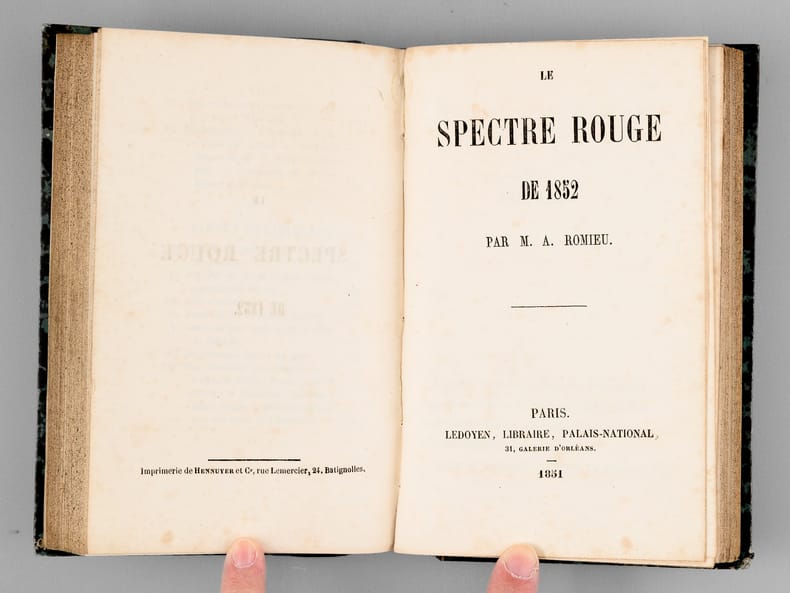 Imprimerie de HENNUYER et Cᵉ, rue Lemercier, 24. Batignolles.
LE
SPECTRE ROUGE
DE 1852
PAR M. A. ROMIEU.
PARIS.
LEDOYEN, LIBRAIRE, PALAIS-NATIONAL,
31, GALERIE D'ORLÉANS.
1851